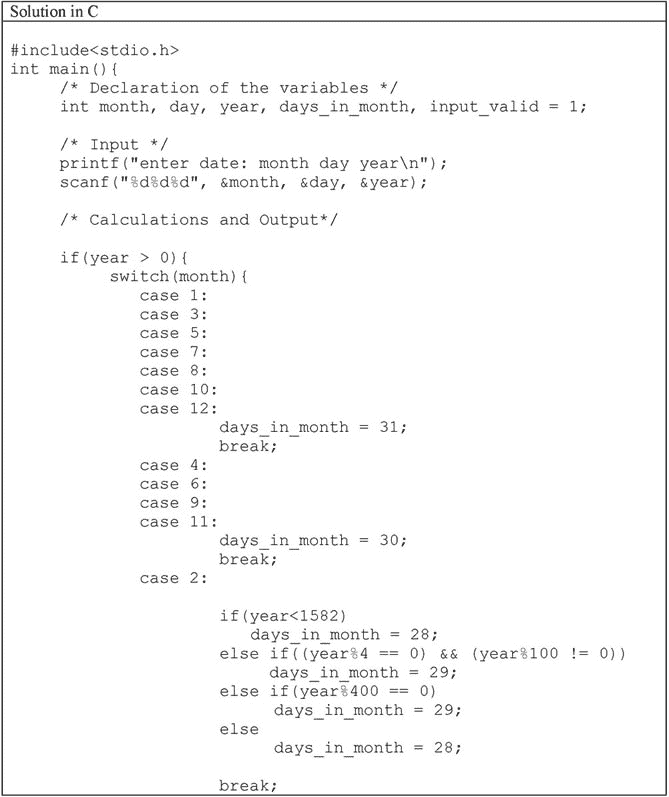 Solution in C
#include<stdio.h>
int main(){
/* Declaration of the variables */
int month, day, year, days_in_month, input_valid = 1;
/* Input */
printf("enter date: month day year\n");
scanf("%d%d%d", &month, &day, &year);
/* Calculations and Output*/
if(year > 0){
switch(month){
case 1:
case 3:
case 5:
case 7:
case 8:
case 10:
case 12:
days_in_month = 31;
break;
case 4:
case 6:
case 9:
case 11:
days_in_month = 30;
break;
case 2:
if(year<1582)
days_in_month = 28;
else if((year%4 == 0) && (year%100 != 0))
days_in_month = 29;
else if(year%400 == 0)
days_in_month = 29;
else
days_in_month = 28;
break;